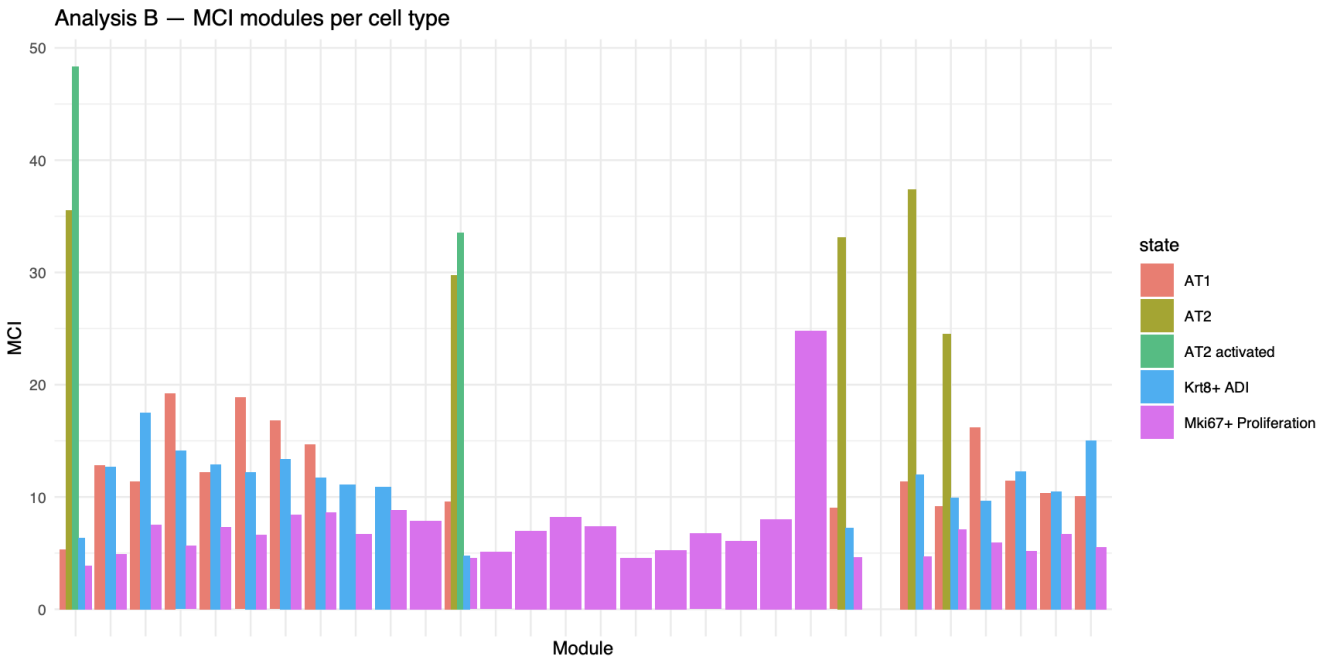 Analysis B — MCI modules per cell type
50
40
30
20
10
0
MCI
Module
state
AT1
AT2
AT2 activated
Krt8+ ADI
Mki67+ Proliferation